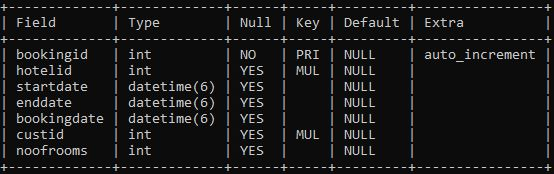 +-------------+-------------+------+-----+---------+----------------+
| Field       | Type        | Null | Key | Default | Extra          |
+-------------+-------------+------+-----+---------+----------------+
| bookingid   | int         | NO   | PRI | NULL    | auto_increment |
| hotelid     | int         | YES  | MUL | NULL    |                |
| startdate   | datetime(6) | YES  |     | NULL    |                |
| enddate     | datetime(6) | YES  |     | NULL    |                |
| bookingdate | datetime(6) | YES  |     | NULL    |                |
| custid      | int         | YES  | MUL | NULL    |                |
| noofrooms   | int         | YES  |     | NULL    |                |
+-------------+-------------+------+-----+---------+----------------+